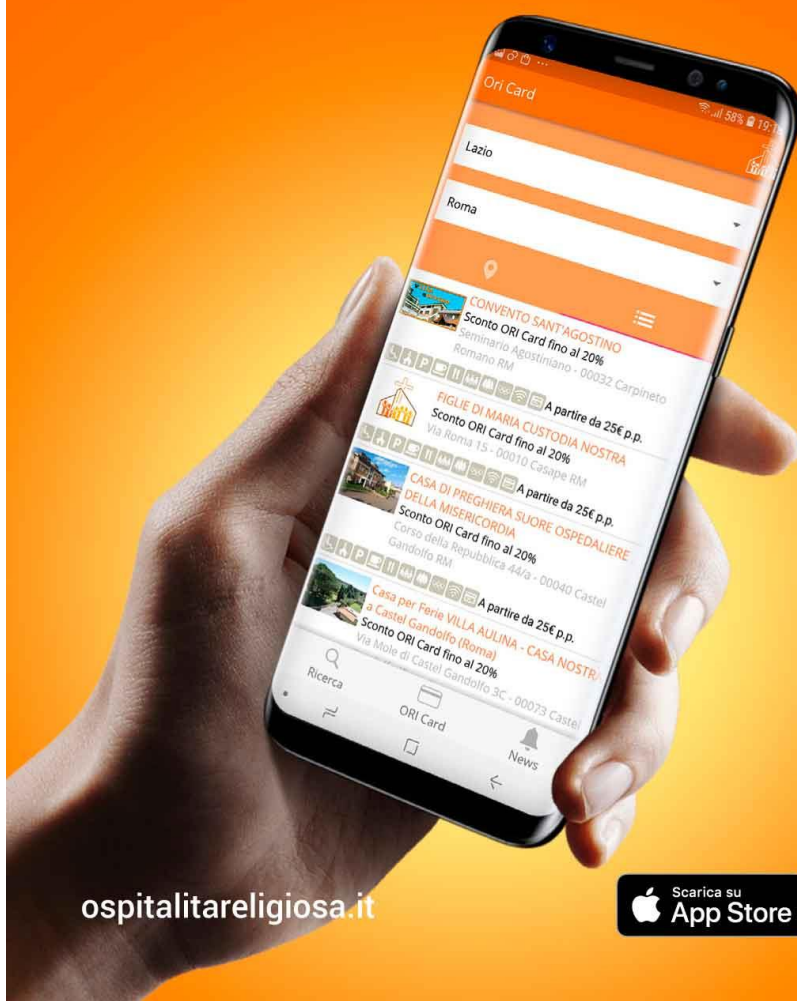 58% 19:1
Ori Card
Lazio
Roma
CONVENTO SANT'AGOSTINO
Sconto ORI Card fino al 20%
Seminario Agostiniano - 00032 Carpineto
Romano RM
A partire da 25€ p.p.
FIGLIE DI MARIA CUSTODIA NOSTRA
Sconto ORI Card fino al 20%
Via Roma 15 - 00010 Casape RM
A partire da 25€ p.p.
CASA DI PREGHIERA SUORE OSPEDALIERE
DELLA MISERICORDIA
Sconto ORI Card fino al 20%
Corso della Repubblica 44/a - 00040 Castel
Gandolfo RM
A partire da 25€ p.p.
Casa per Ferie VILLA AULINA - CASA NOSTRA
a Castel Gandolfo (Roma)
Sconto ORI Card fino al 20%
Via Mole di Castel Gandolfo 3C - 00073 Castel
Ricerca
ORI Card
News
ospitalitareligiosa.it
Scarica su
App Store